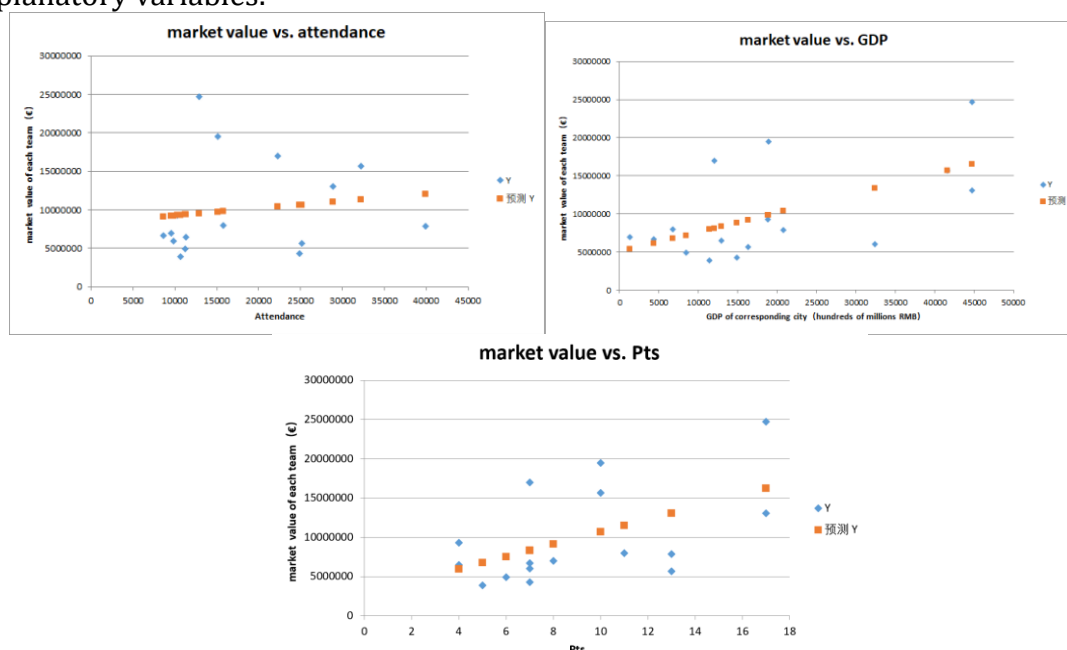 planatory variables.
market value vs. attendance
market value of each team (€)
30000000
25000000
20000000
15000000
10000000
5000000
0
0 5000 10000 15000 20000 25000 30000 35000 40000 45000
Attendance
Y
预测 Y
market value vs. GDP
market value of each team (€)
30000000
25000000
20000000
15000000
10000000
5000000
0
0 5000 10000 15000 20000 25000 30000 35000 40000 45000 50000
GDP of corresponding city (hundreds of millions RMB)
Y
预测
market value vs. Pts
market value of each team (€)
30000000
25000000
20000000
15000000
10000000
5000000
0
0 2 4 6 8 10 12 14 16 18
Pts
Y
预测 Y